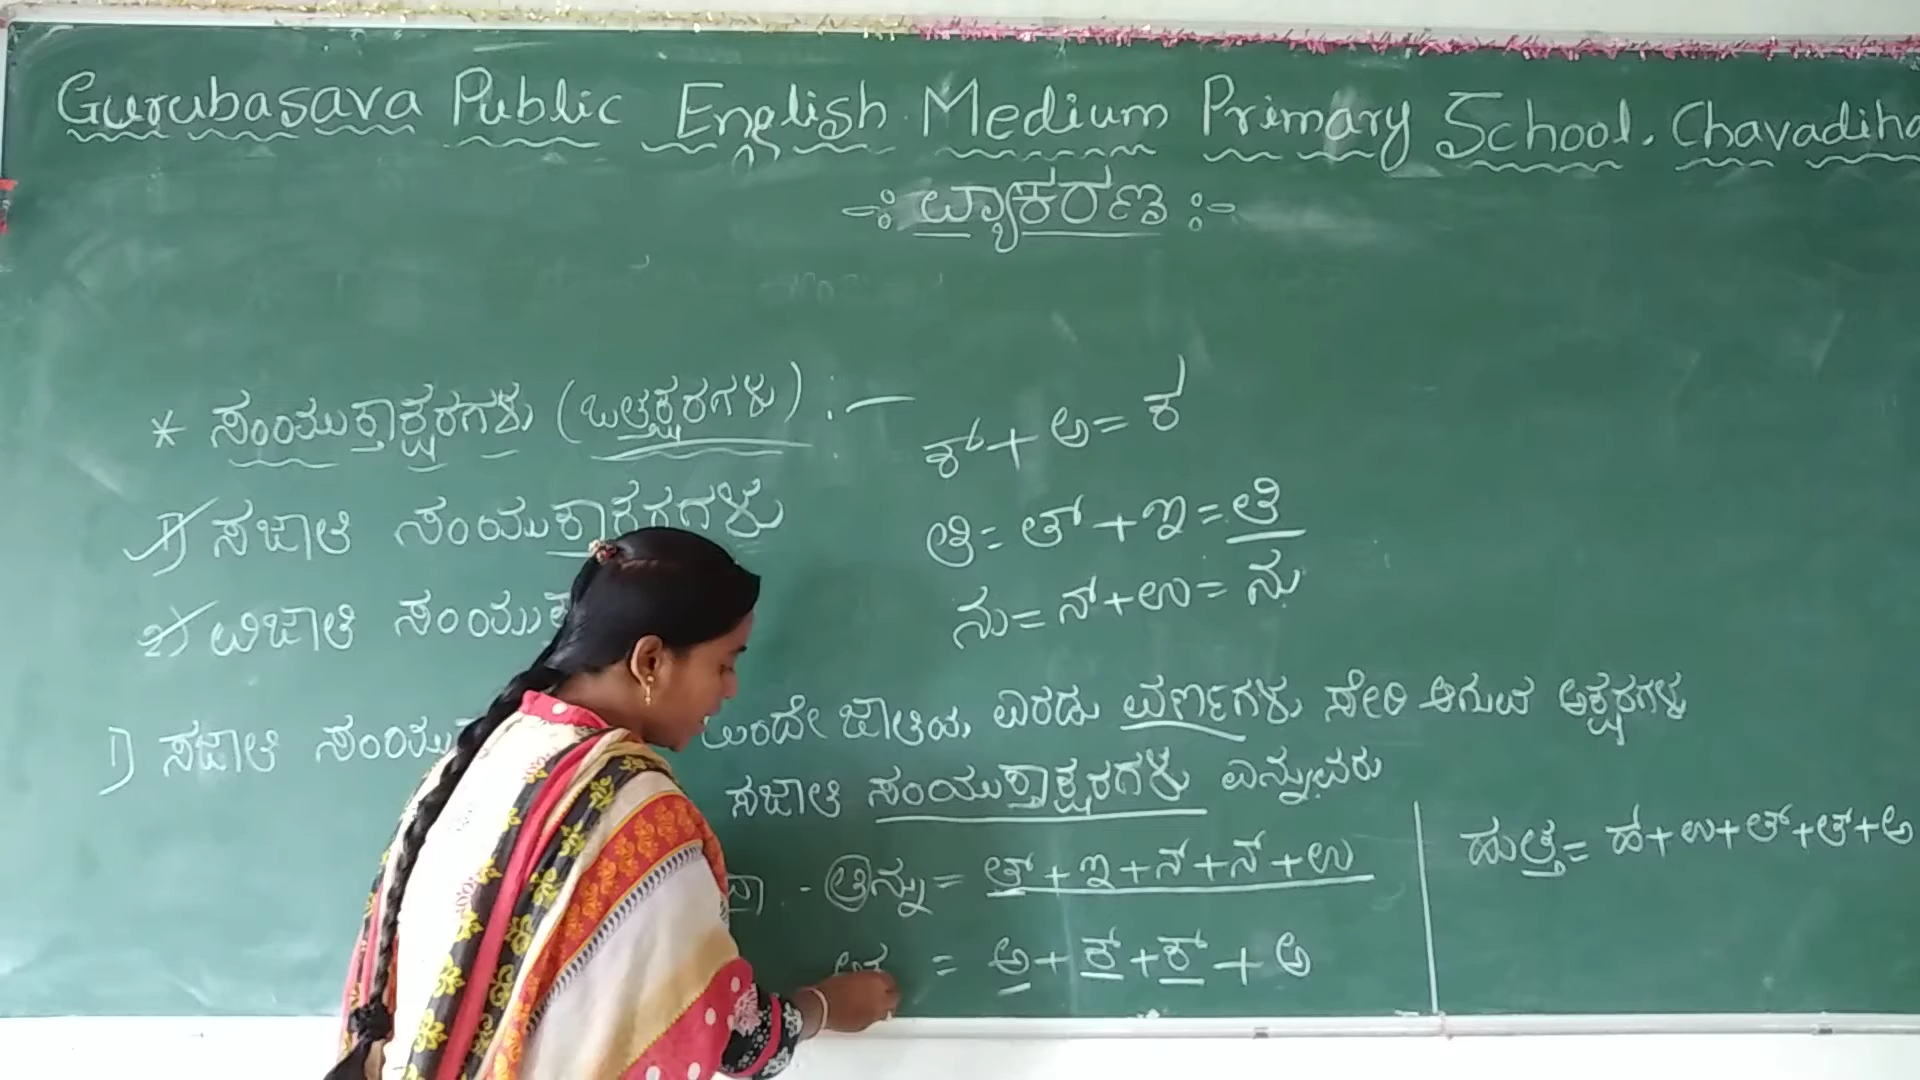 Gurubasava Public English Medium Primary School. Chavadiha
-: ವ್ಯಾಕರಣ :-
* ಸಂಯುಕ್ತಾಕ್ಷರಗಳು (ಒತ್ತಕ್ಷರಗಳು) :-
1) ಸಜಾತಿ ಸಂಯುಕ್ತಾಕ್ಷರಗಳು
2) ವಿಜಾತಿ ಸಂಯು
ಕ್ + ಅ = ಕ
ತಿ = ತ್ + ಇ = ತಿ
ನು = ನ್ + ಉ = ನು
1) ಸಜಾತಿ ಸಂಯು ಒಂದೇ ಜಾತಿಯ ಎರಡು ವರ್ಣಗಳು ಸೇರಿ ಆಗುವ ಅಕ್ಷರಗಳ
ಸಜಾತಿ ಸಂಯುಕ್ತಾಕ್ಷರಗಳು ಎನ್ನುವರು
- ತಿನ್ನು = ತ್ + ಇ + ನ್ + ನ್ + ಉ
= ಅ + ಕ್ + ಕ್ + ಅ
ಹುತ್ತ = ಹ್ + ಉ + ತ್ + ತ್ + ಅ